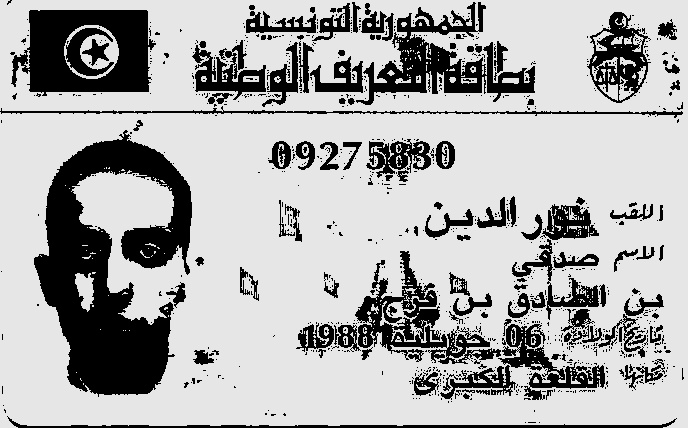 الجمهورية التونسية
بطاقة التعريف الوطنية
09275830
اللقب نور الدين
الاسم صدقي
بن الصادق بن فرج
تاريخ الولادة 06 جويلية 1988
مكانها القلعة الكبرى